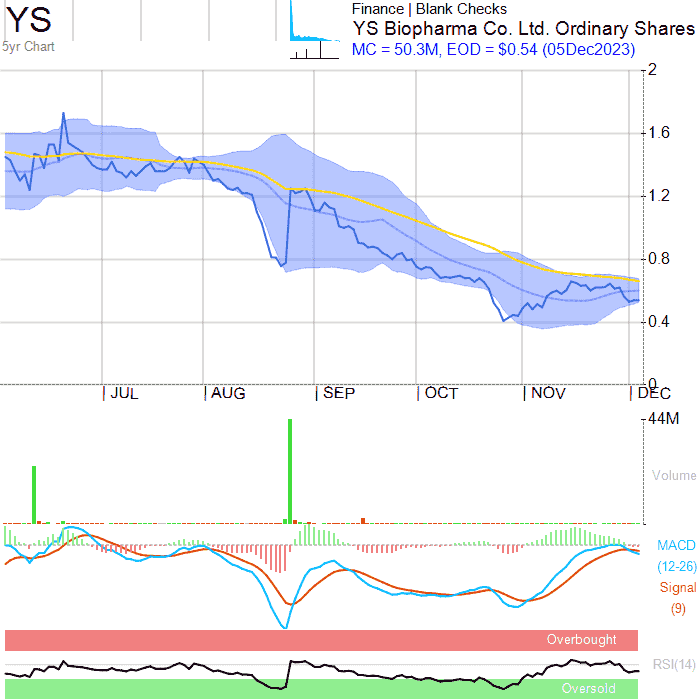 YS
5yr Chart
Finance | Blank Checks
YS Biopharma Co. Ltd. Ordinary Shares
MC = 50.3M, EOD = $0.54 (05Dec2023)
2
1.6
1.2
0.8
0.4
0
JUL AUG SEP OCT NOV DEC
44M
Volume
MACD
(12-26)
Signal
(9)
Overbought
RSI(14)
Oversold